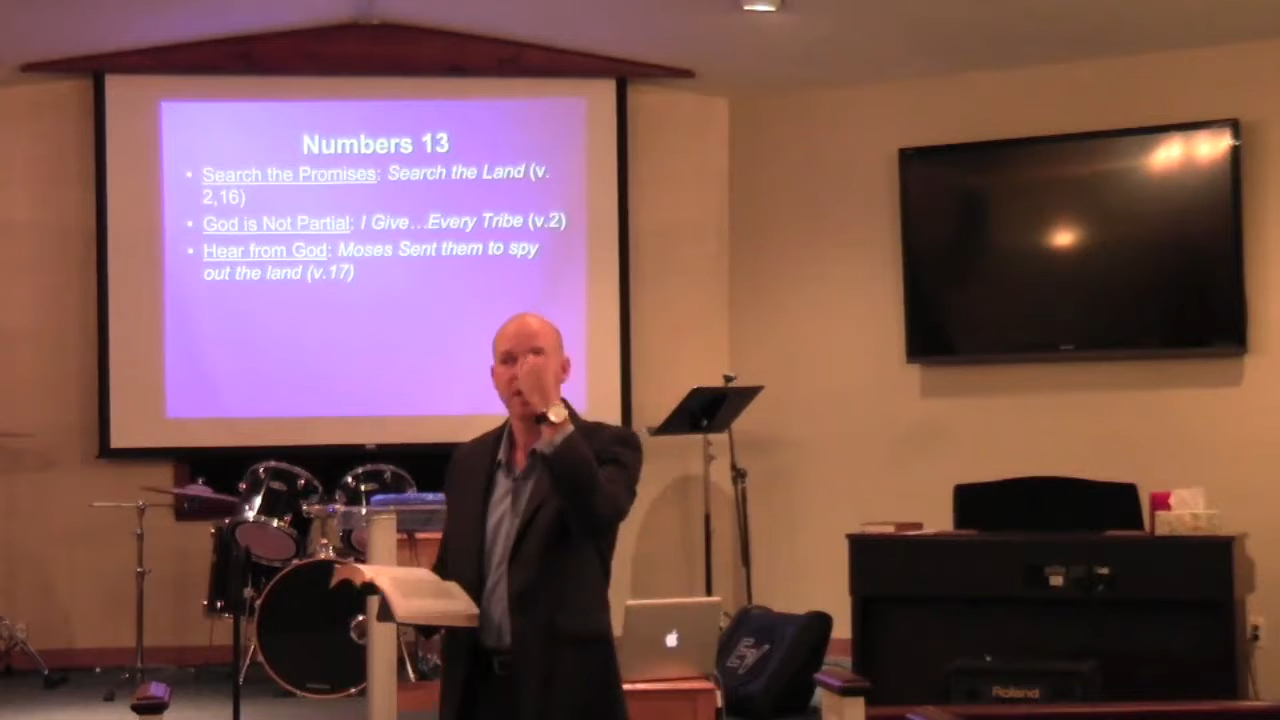 Numbers 13
• Search the Promises: Search the Land (v.
2,16)
• God is Not Partial: I Give…Every Tribe (v.2)
• Hear from God: Moses Sent them to spy
out the land (v.17)
Roland